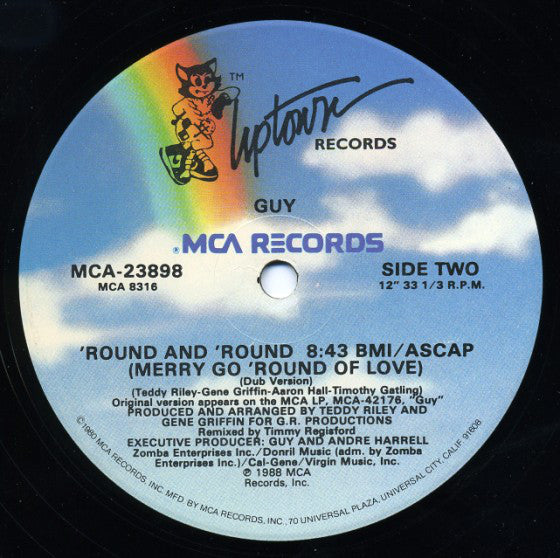 TM
Uptown
RECORDS
GUY
® MCA RECORDS
MCA-23898
MCA 8316
SIDE TWO
12" 33 1/3 R.P.M.
'ROUND AND 'ROUND 8:43 BMI/ASCAP
(MERRY GO 'ROUND OF LOVE)
(Dub Version)
(Teddy Riley-Gene Griffin-Aaron Hall-Timothy Gatling)
Original version appears on the MCA LP, MCA-42176, "Guy"
PRODUCED AND ARRANGED BY TEDDY RILEY AND
GENE GRIFFIN FOR G.R. PRODUCTIONS
Remixed by Timmy Regisford
EXECUTIVE PRODUCER: GUY AND ANDRE HARRELL
Zomba Enterprises Inc./Donril Music (adm. by Zomba
Enterprises Inc.)/Cal-Gene/Virgin Music, Inc.
℗ 1988 MCA
Records, Inc.
©1980 MCA RECORDS, INC. MFD. BY MCA RECORDS, INC., 70 UNIVERSAL PLAZA, UNIVERSAL CITY, CALIF. 91608